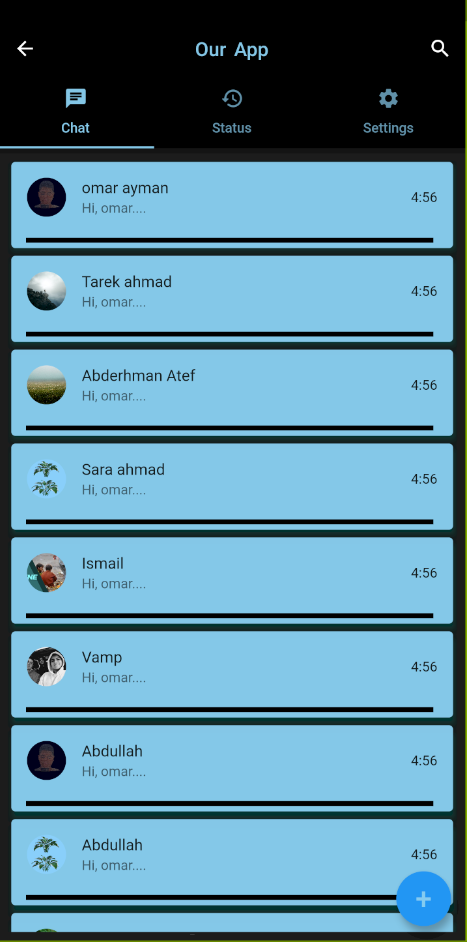 Our App
Chat
Status
Settings
omar ayman
Hi, omar....
4:56
Tarek ahmad
Hi, omar....
4:56
Abderhman Atef
Hi, omar....
4:56
Sara ahmad
Hi, omar....
4:56
Ismail
Hi, omar....
4:56
NE
Vamp
Hi, omar....
4:56
Abdullah
Hi, omar....
4:56
Abdullah
Hi, omar....
4:56